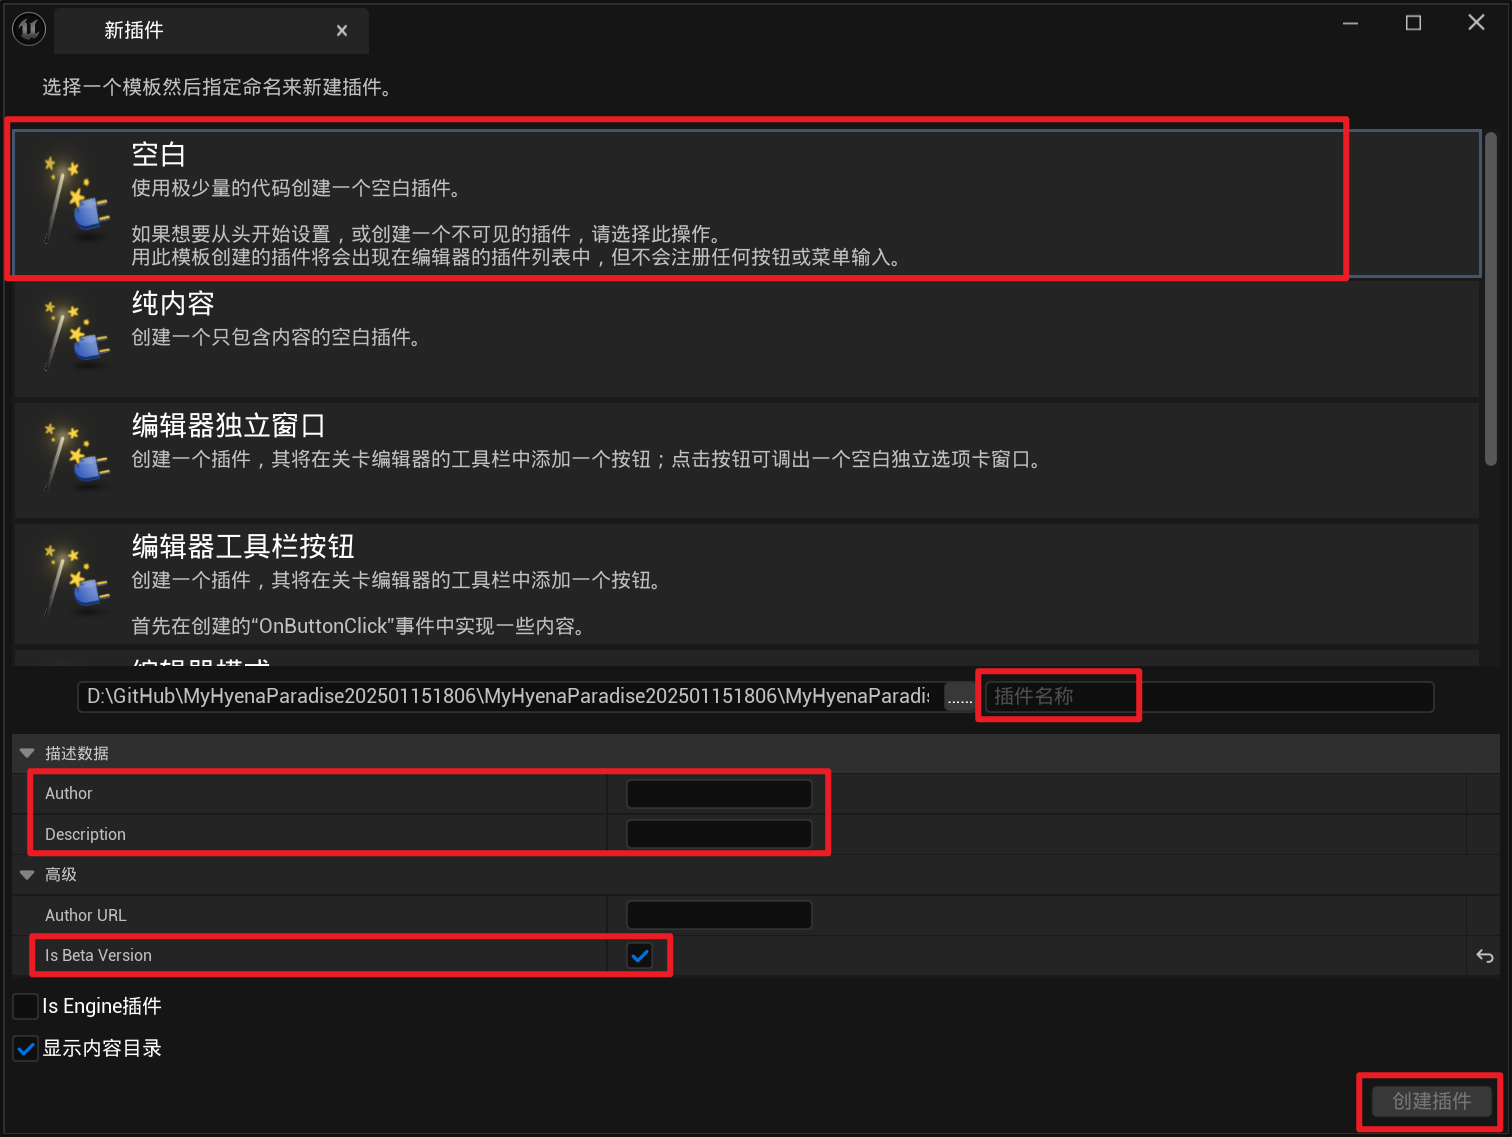 新插件
选择一个模板然后指定命名来新建插件。
空白
使用极少量的代码创建一个空白插件。
如果想要从头开始设置，或创建一个不可见的插件，请选择此操作。
用此模板创建的插件将会出现在编辑器的插件列表中，但不会注册任何按钮或菜单输入。
纯内容
创建一个只包含内容的空白插件。
编辑器独立窗口
创建一个插件，其将在关卡编辑器的工具栏中添加一个按钮；点击按钮可调出一个空白独立选项卡窗口。
编辑器工具栏按钮
创建一个插件，其将在关卡编辑器的工具栏中添加一个按钮。
首先在创建的“OnButtonClick”事件中实现一些内容。
编辑器模式
D:\GitHub\MyHyenaParadise202501151806\MyHyenaParadise202501151806\MyHyenaParadis ...... 插件名称
描述数据
Author
Description
高级
Author URL
Is Beta Version
Is Engine插件
显示内容目录
创建插件